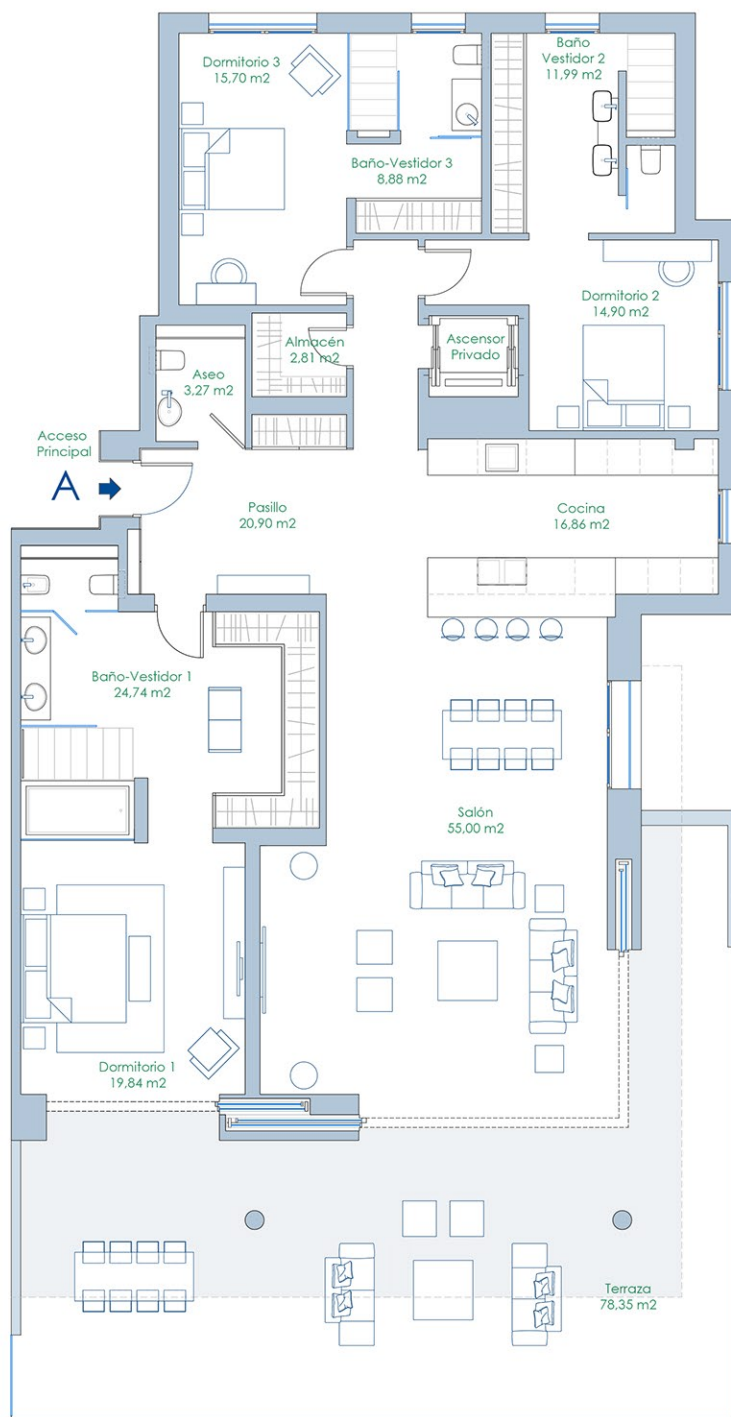 Dormitorio 3
15,70 m2
Baño
Vestidor 2
11,99 m2
Baño-Vestidor 3
8,88 m2
Dormitorio 2
14,90 m2
Almacén
2,81 m2
Ascensor
Privado
Aseo
3,27 m2
Acceso
Principal
A
Pasillo
20,90 m2
Cocina
16,86 m2
Baño-Vestidor 1
24,74 m2
Salón
55,00 m2
Dormitorio 1
19,84 m2
Terraza
78,35 m2